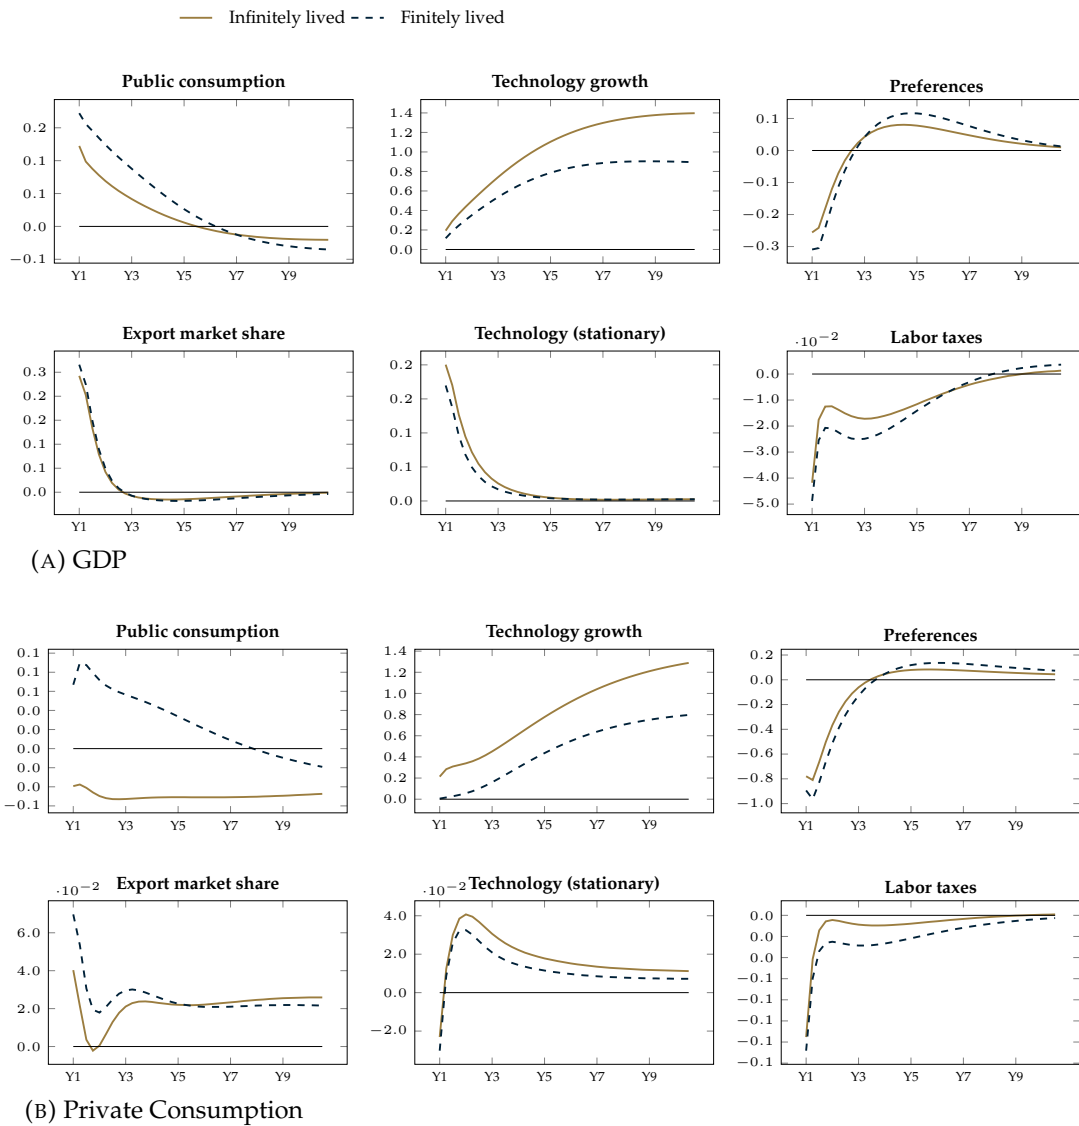 Infinitely lived Finitely lived
Public consumption
0.2
0.1
0.1
0.0
−0.1
Y1 Y3 Y5 Y7 Y9
Technology growth
1.4
1.2
1.0
0.8
0.6
0.4
0.2
0.0
Y1 Y3 Y5 Y7 Y9
Preferences
0.1
0.0
−0.1
−0.2
−0.3
Y1 Y3 Y5 Y7 Y9
Export market share
0.3
0.2
0.2
0.1
0.1
0.0
Y1 Y3 Y5 Y7 Y9
Technology (stationary)
0.2
0.1
0.1
0.1
0.0
Y1 Y3 Y5 Y7 Y9
·10−2
Labor taxes
0.0
−1.0
−2.0
−3.0
−4.0
−5.0
Y1 Y3 Y5 Y7 Y9
(A) GDP
Public consumption
0.1
0.1
0.1
0.0
0.0
0.0
0.0
0.0
−0.1
Y1 Y3 Y5 Y7 Y9
Technology growth
1.4
1.2
1.0
0.8
0.6
0.4
0.2
0.0
Y1 Y3 Y5 Y7 Y9
Preferences
0.2
0.0
−0.2
−0.4
−0.6
−0.8
−1.0
Y1 Y3 Y5 Y7 Y9
·10−2
Export market share
6.0
4.0
2.0
0.0
Y1 Y3 Y5 Y7 Y9
·10−2
Technology (stationary)
4.0
2.0
0.0
−2.0
Y1 Y3 Y5 Y7 Y9
Labor taxes
0.0
0.0
0.0
−0.1
−0.1
−0.1
−0.1
−0.1
Y1 Y3 Y5 Y7 Y9
(B) Private Consumption